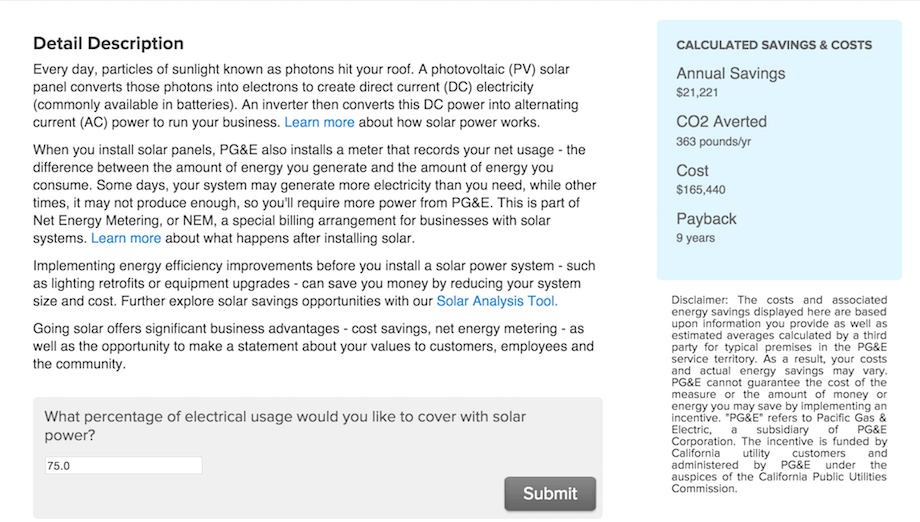 Detail Description
Every day, particles of sunlight known as photons hit your roof. A photovoltaic (PV) solar
panel converts those photons into electrons to create direct current (DC) electricity
(commonly available in batteries). An inverter then converts this DC power into alternating
current (AC) power to run your business. Learn more about how solar power works.
When you install solar panels, PG&E also installs a meter that records your net usage - the
difference between the amount of energy you generate and the amount of energy you
consume. Some days, your system may generate more electricity than you need, while other
times, it may not produce enough, so you'll require more power from PG&E. This is part of
Net Energy Metering, or NEM, a special billing arrangement for businesses with solar
systems. Learn more about what happens after installing solar.
Implementing energy efficiency improvements before you install a solar power system - such
as lighting retrofits or equipment upgrades - can save you money by reducing your system
size and cost. Further explore solar savings opportunities with our Solar Analysis Tool.
Going solar offers significant business advantages - cost savings, net energy metering - as
well as the opportunity to make a statement about your values to customers, employees and
the community.
What percentage of electrical usage would you like to cover with solar
power?
75.0
Submit
CALCULATED SAVINGS & COSTS
Annual Savings
$21,221
CO2 Averted
363 pounds/yr
Cost
$165,440
Payback
9 years
Disclaimer: The costs and associated
energy savings displayed here are based
upon information you provide as well as
estimated averages calculated by a third
party for typical premises in the PG&E
service territory. As a result, your costs
and actual energy savings may vary.
PG&E cannot guarantee the cost of the
measure or the amount of money or
energy you may save by implementing an
incentive. "PG&E" refers to Pacific Gas &
Electric, a subsidiary of PG&E
Corporation. The incentive is funded by
California utility customers and
administered by PG&E under the
auspices of the California Public Utilities
Commission.